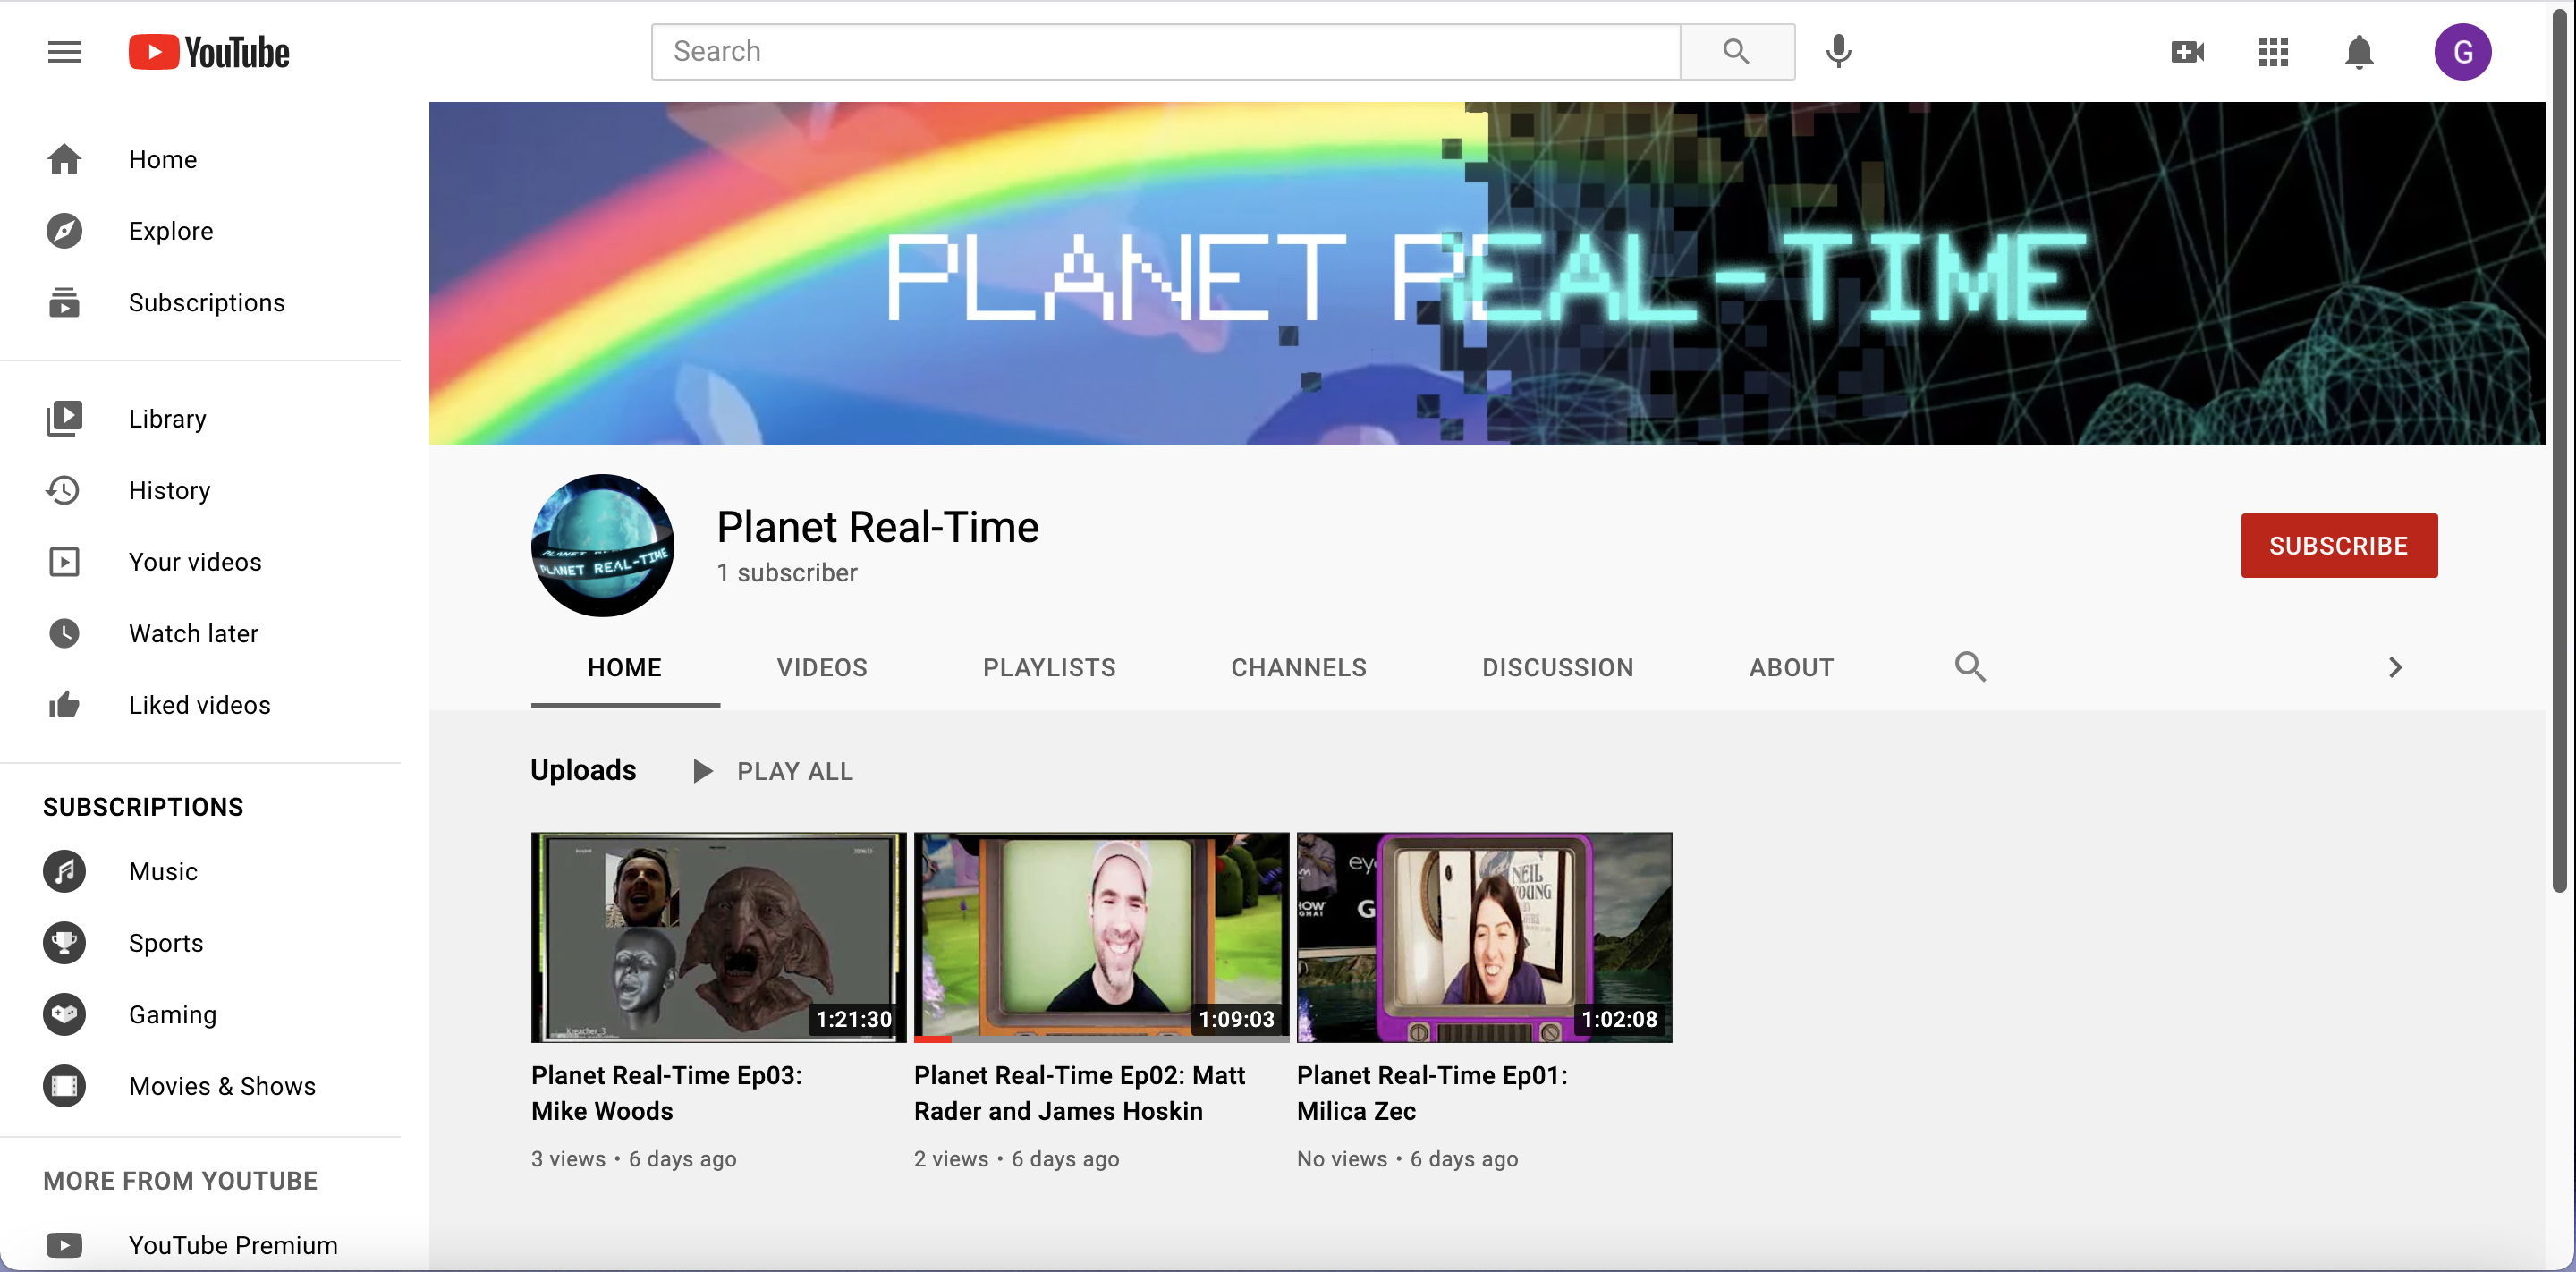 YouTube
Search
G
Home
Explore
Subscriptions
Library
History
Your videos
Watch later
Liked videos
SUBSCRIPTIONS
Music
Sports
Gaming
Movies & Shows
MORE FROM YOUTUBE
YouTube Premium
PLANET REAL-TIME
PLANET REAL-TIME
Planet Real-Time
1 subscriber
SUBSCRIBE
HOME
VIDEOS
PLAYLISTS
CHANNELS
DISCUSSION
ABOUT
Uploads
PLAY ALL
Kreacher_3
1:21:30
Planet Real-Time Ep03:
Mike Woods
3 views • 6 days ago
1:09:03
Planet Real-Time Ep02: Matt
Rader and James Hoskin
2 views • 6 days ago
NEIL
YOUNG
1:02:08
Planet Real-Time Ep01:
Milica Zec
No views • 6 days ago